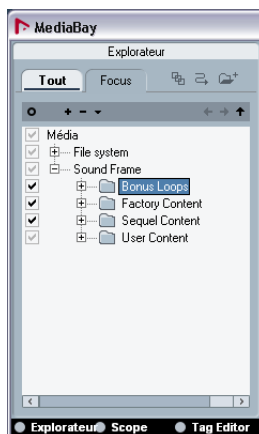 MediaBay
Explorateur
Tout Focus
Média
File system
Sound Frame
Bonus Loops
Factory Content
Sequel Content
User Content
Explorateur Scope Tag Editor